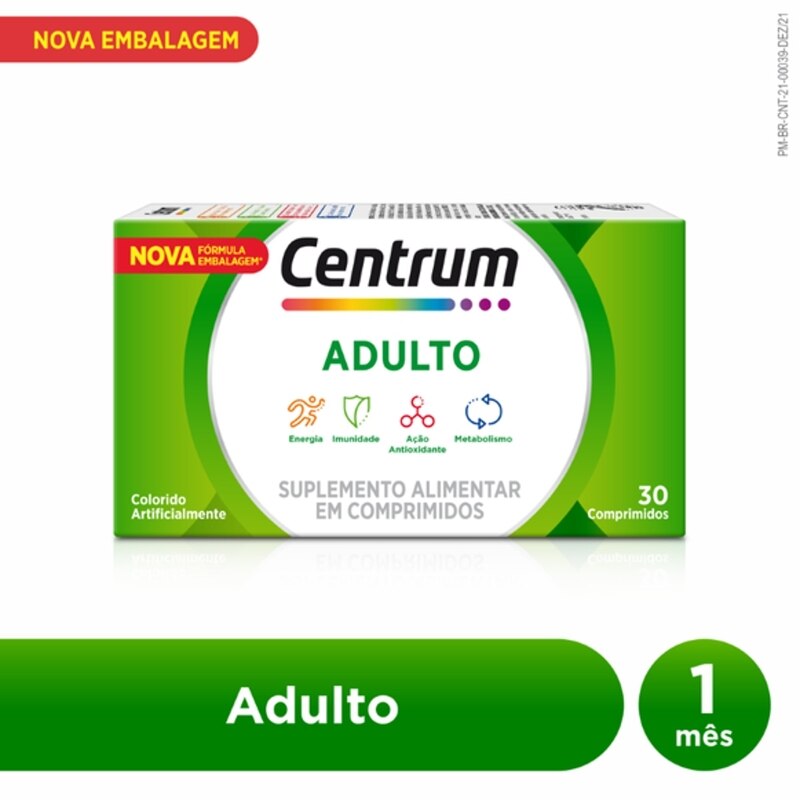 NOVA EMBALAGEM
PM-BR-CNT-21-00039-DEZ/21
NOVA FÓRMULA
EMBALAGEM*
Centrum
ADULTO
Energia
Imunidade
Ação
Antioxidante
Metabolismo
SUPLEMENTO ALIMENTAR
EM COMPRIMIDOS
Colorido
Artificialmente
30
Comprimidos
Adulto
1
mês